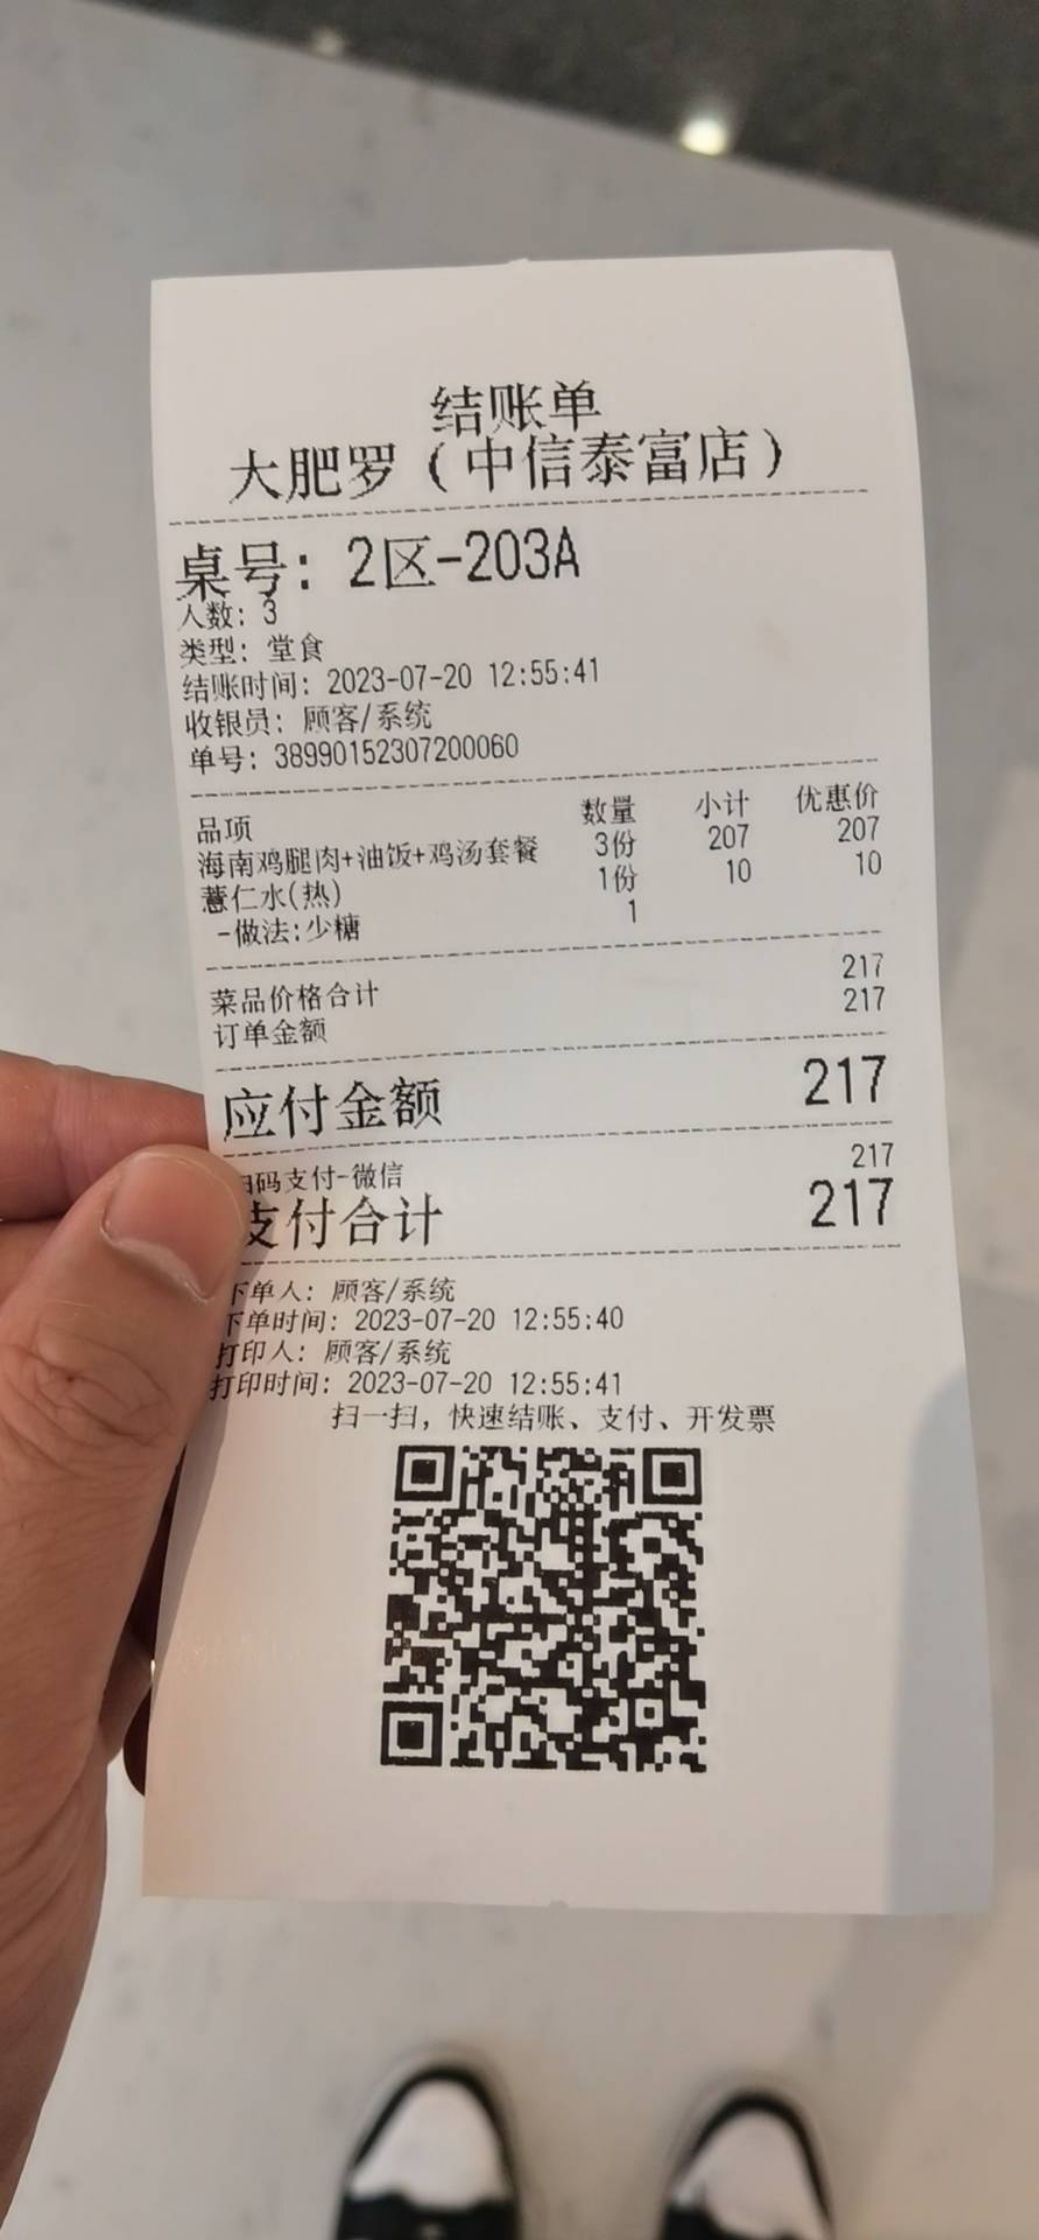 结账单
大肥罗（中信泰富店）
桌号：2区-203A
人数：3
类型：堂食
结账时间：2023-07-20 12:55:41
收银员：顾客/系统
单号：38990152307200060
品项 数量 小计 优惠价
海南鸡腿肉+油饭+鸡汤套餐 3份 207 207
薏仁水(热) 1份 10 10
-做法:少糖 1
菜品价格合计 217
订单金额 217
应付金额 217
扫码支付-微信 217
支付合计 217
下单人：顾客/系统
下单时间：2023-07-20 12:55:40
打印人：顾客/系统
打印时间：2023-07-20 12:55:41
扫一扫，快速结账、支付、开发票